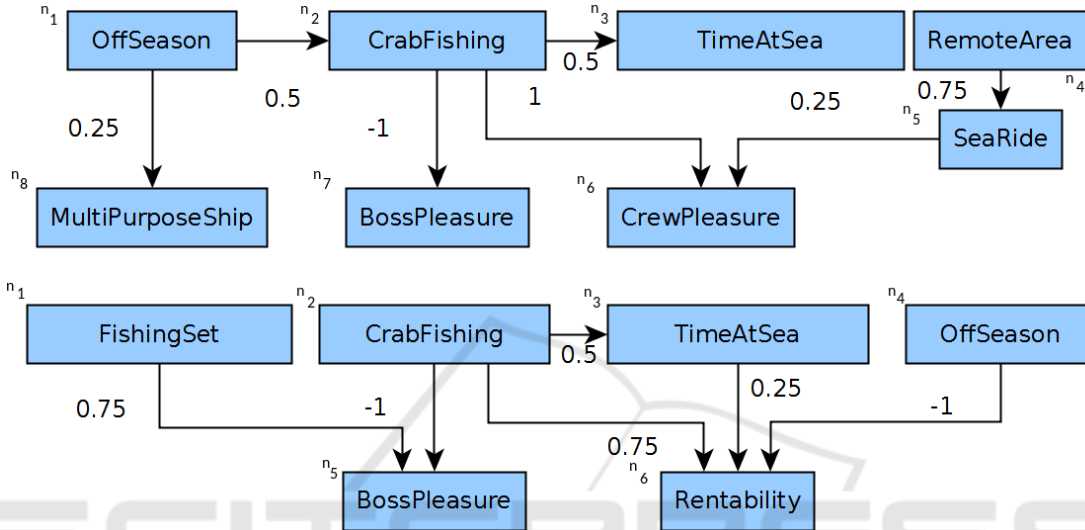 n1 OffSeason
n2 CrabFishing
n3 TimeAtSea
RemoteArea n4
0.5
0.5
1
0.25
0.75
0.25
-1
n5 SeaRide
n8 MultiPurposeShip
n7 BossPleasure
n6 CrewPleasure
n1 FishingSet
n2 CrabFishing
n3 TimeAtSea
n4 OffSeason
0.5
0.75
-1
0.25
-1
0.75
n5 BossPleasure
n6 Rentability